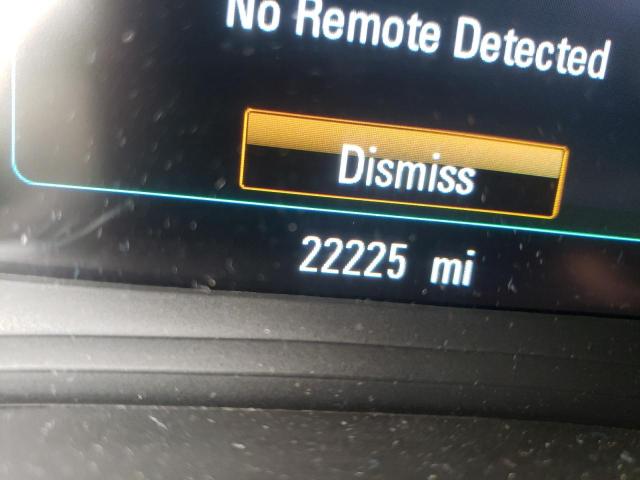 No Remote Detected
Dismiss
22225 mi